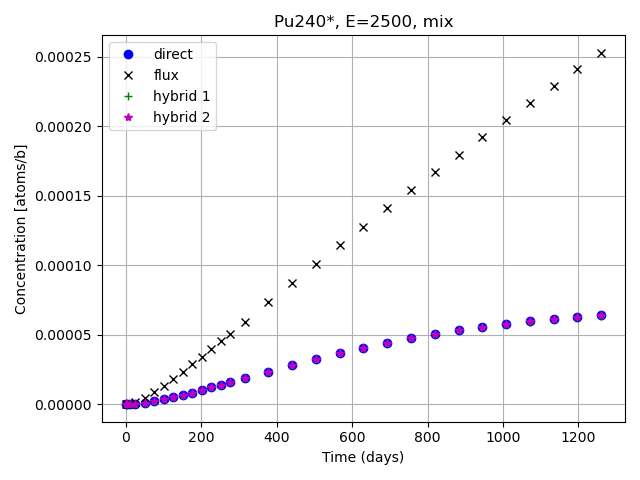 Pu240*, E=2500, mix
direct
flux
hybrid 1
hybrid 2
Concentration [atoms/b]
0.00025
0.00020
0.00015
0.00010
0.00005
0.00000
0 200 400 600 800 1000 1200
Time (days)